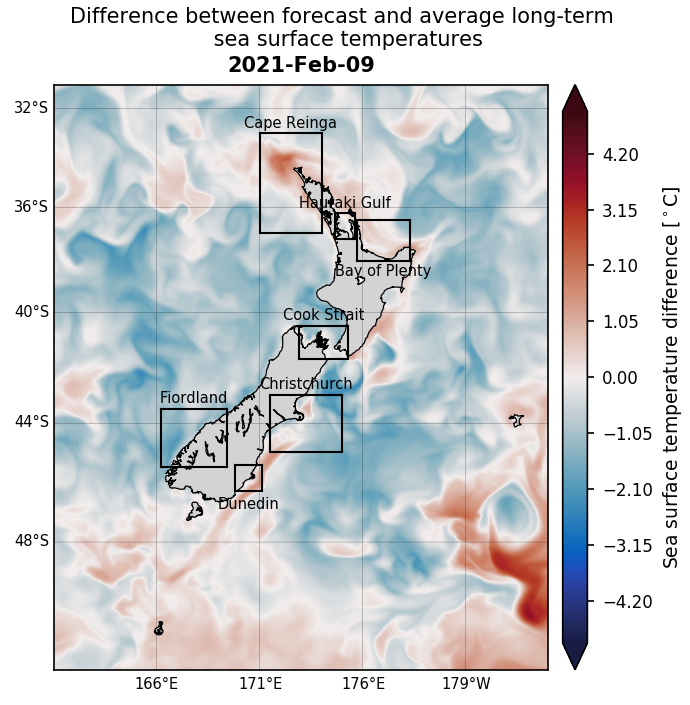 Difference between forecast and average long-term
sea surface temperatures
2021-Feb-09
32°S
36°S
40°S
44°S
48°S
166°E
171°E
176°E
179°W
Cape Reinga
Hauraki Gulf
Bay of Plenty
Cook Strait
Christchurch
Fiordland
Dunedin
4.20
3.15
2.10
1.05
0.00
−1.05
−2.10
−3.15
−4.20
Sea surface temperature difference [ °C]